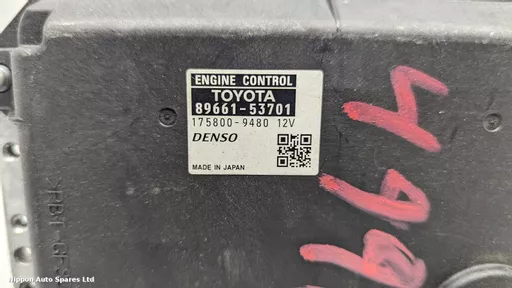 ENGINE CONTROL
TOYOTA
89661-53701
175800-9480 12V
DENSO
MADE IN JAPAN
Nippon Auto Spares Ltd